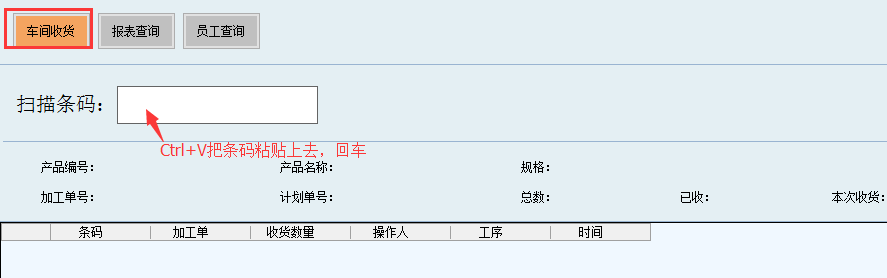 车间收货 报表查询 员工查询
扫描条码：
Ctrl+V把条码粘贴上去，回车
产品编号： 产品名称： 规格：
加工单号： 计划单号： 总数： 已收： 本次收货：
条码 加工单 收货数量 操作人 工序 时间